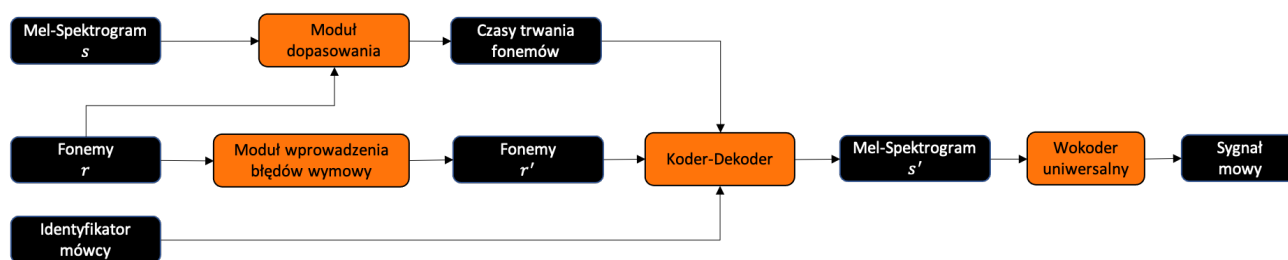 Mel-Spektrogram
s
Moduł
dopasowania
Czasy trwania
fonemów
Fonemy
r
Moduł wprowadzenia
błędów wymowy
Fonemy
r′
Koder-Dekoder
Mel-Spektrogram
s′
Wokoder
uniwersalny
Sygnał
mowy
Identyfikator
mówcy